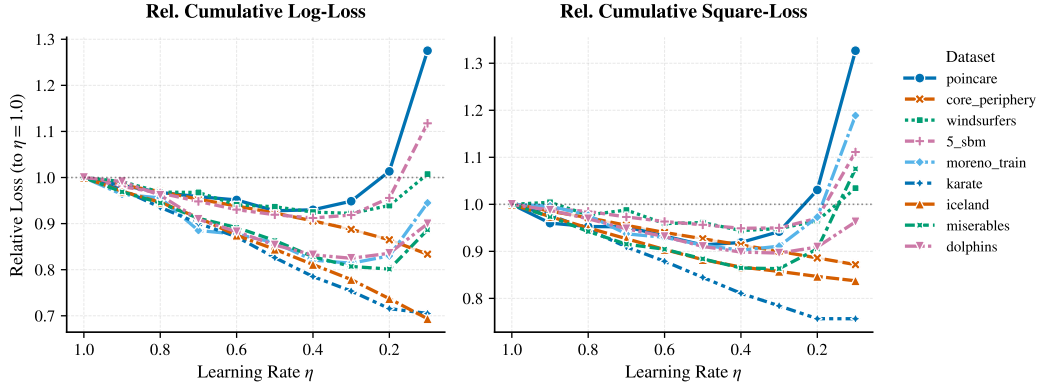 Rel. Cumulative Log-Loss
1.3
1.2
1.1
1.0
0.9
0.8
0.7
Relative Loss (to η = 1.0)
1.0
0.8
0.6
0.4
0.2
Learning Rate η
Rel. Cumulative Square-Loss
1.3
1.2
1.1
1.0
0.9
0.8
1.0
0.8
0.6
0.4
0.2
Learning Rate η
Dataset
poincare
core_periphery
windsurfers
5_sbm
moreno_train
karate
iceland
miserables
dolphins